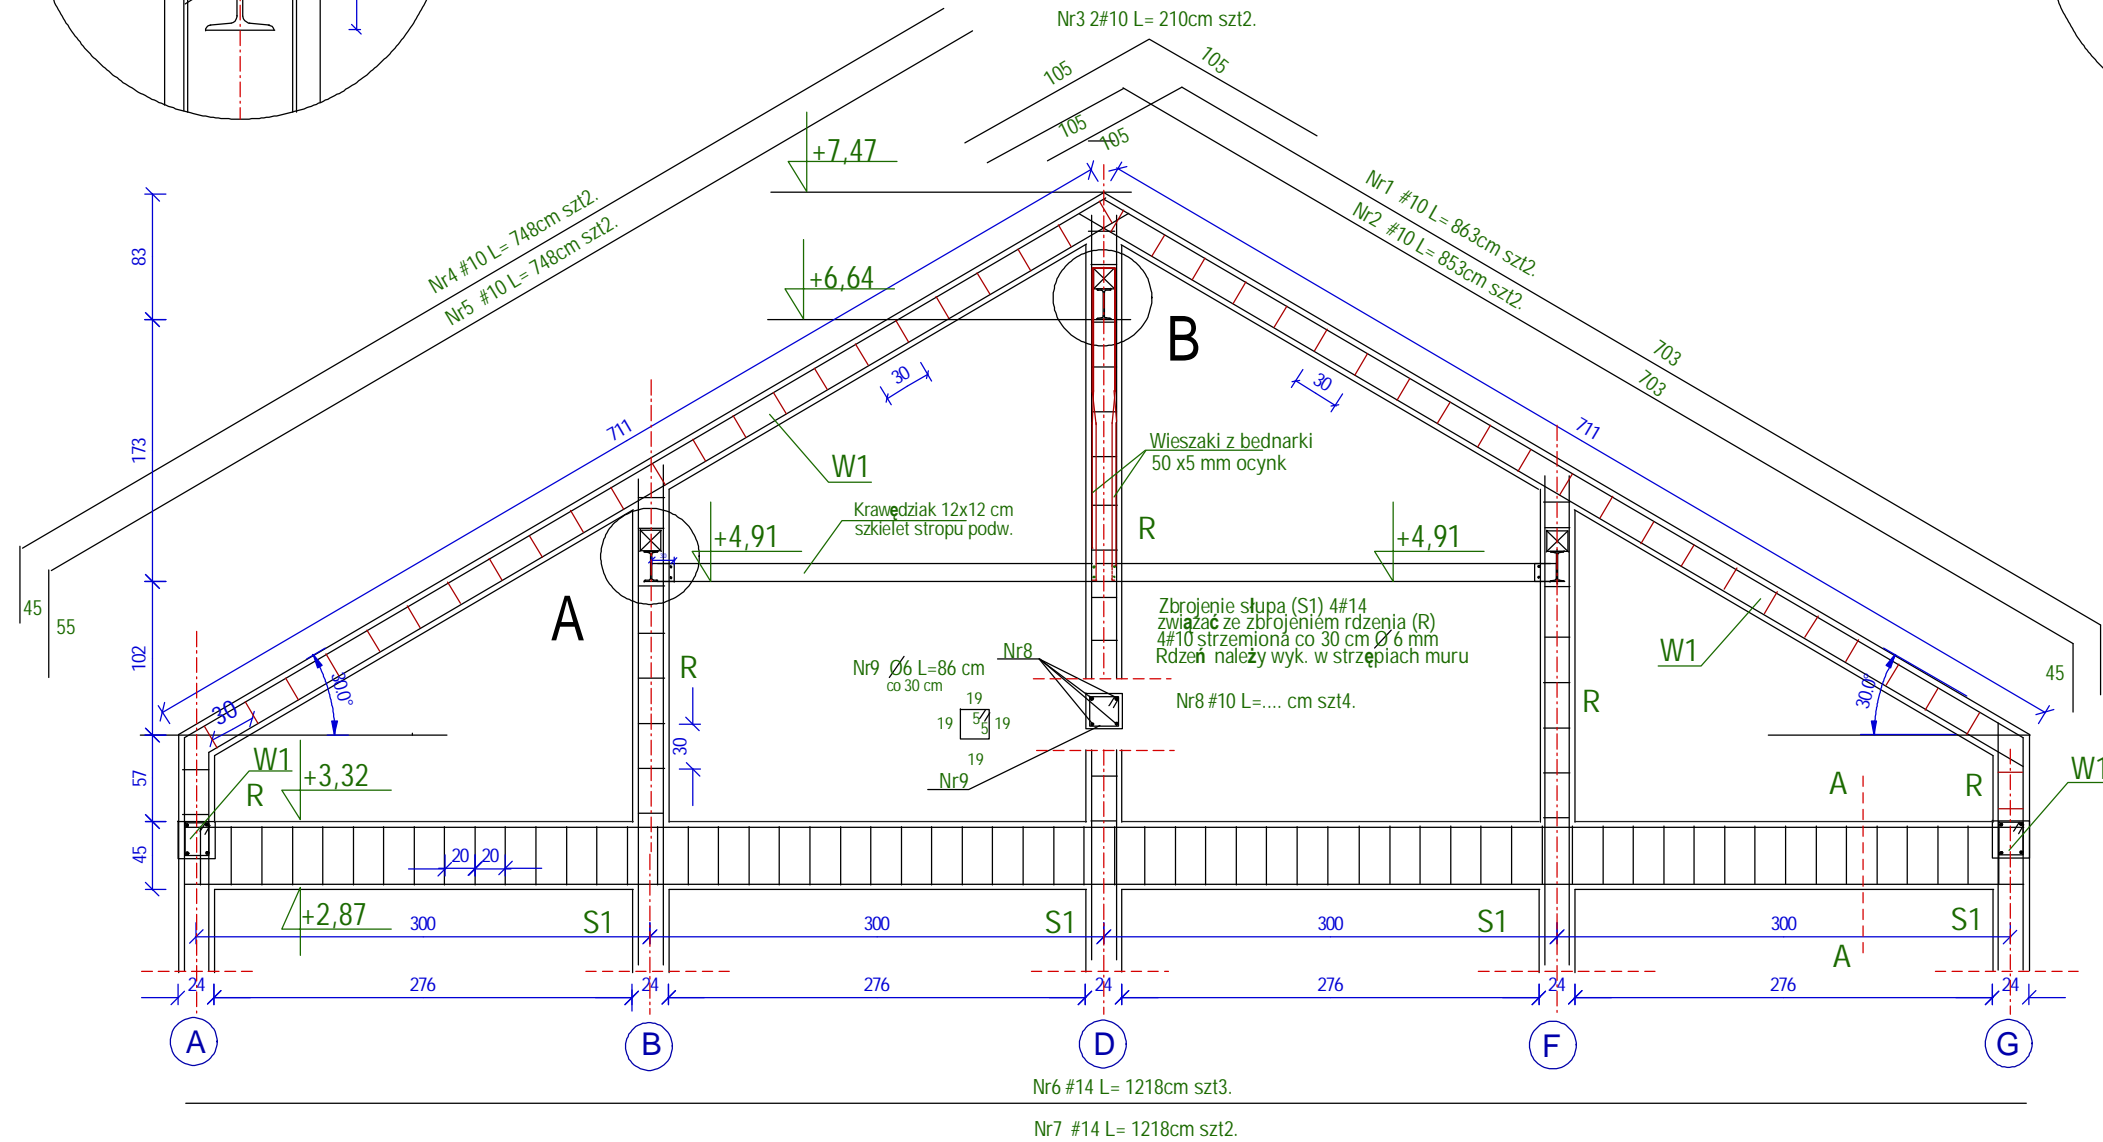 Nr3 2#10 L= 210cm szt2.
105
105
105
105
+7,47
Nr1 #10 L= 863cm szt2.
Nr2 #10 L= 853cm szt2.
Nr4 #10 L= 748cm szt2.
Nr5 #10 L= 748cm szt2.
83
+6,64
B
703
703
30
30
711
711
173
W1
Wieszaki z bednarki
50 x5 mm ocynk
Krawędziak 12x12 cm
szkielet stropu podw.
+4,91
R
+4,91
A
45
55
Zbrojenie słupa (S1) 4#14
związać ze zbrojeniem rdzenia (R)
4#10 strzemiona co 30 cm Ø 6 mm
Rdzeń należy wyk. w strzępiach muru
102
R
Nr8
Nr9 Ø6 L=86 cm
co 30 cm
W1
45
30.0°
30.0°
19
19
5
5
19
19
Nr8 #10 L=.... cm szt4.
R
30
30
W1
+3,32
R
57
Nr9
A
R
W1
45
20
20
+2,87
300
S1
300
S1
300
S1
300
S1
A
24
276
24
276
24
276
24
276
24
A
B
D
F
G
Nr6 #14 L= 1218cm szt3.
Nr7 #14 L= 1218cm szt2.